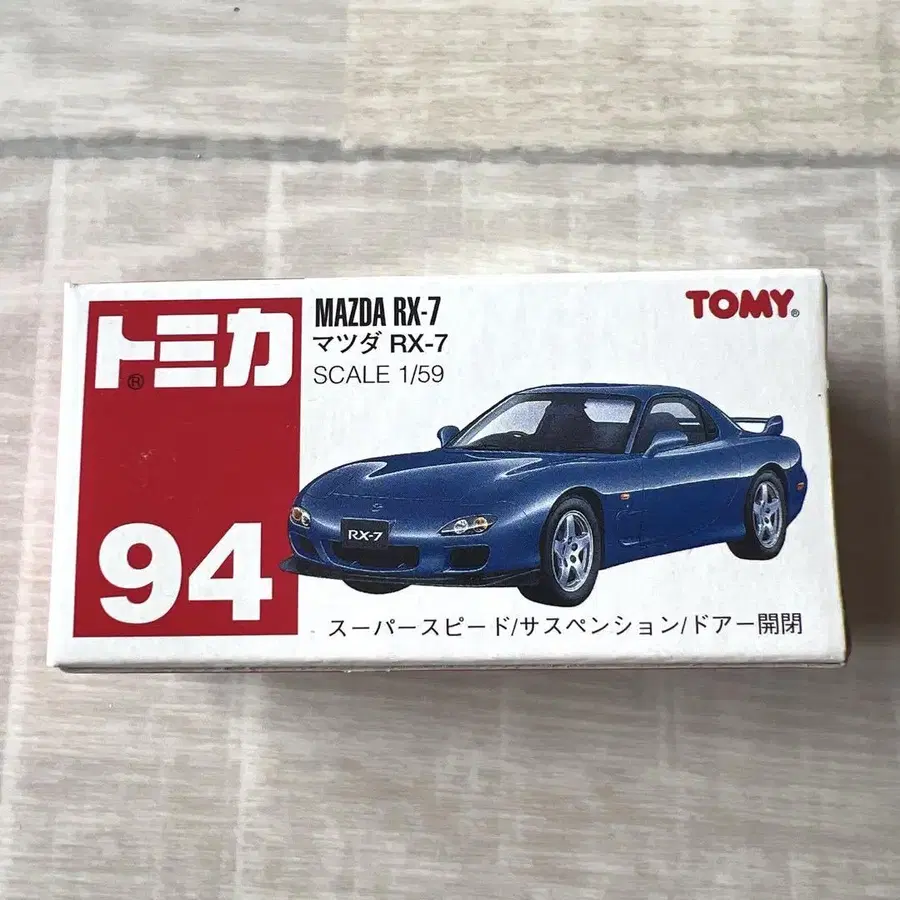 トミカ®
94
MAZDA RX-7
マツダ RX-7
SCALE 1/59
TOMY®
RX-7
スーパースピード/サスペンション/ドアー開閉